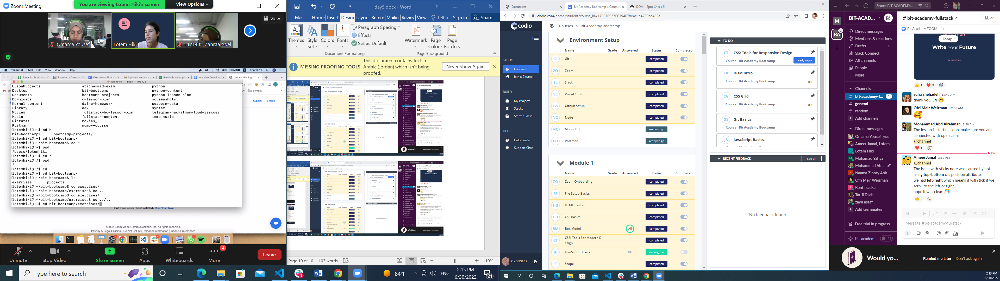 Zoom Meeting
You are viewing Lotem Hiki's screen
View Options
View
Omama Yousef
Lotem Hiki
1171405_Zahraa Aqel
Terminal Shell Edit View Window Help
100%
Thu 14:11
lotemhiki — -bash — 105×28
CLionProjects atidna-mid-exam python
Desktop bit-bootcamp python-content
Documents bootcamp-projects python-lesson-plan
Downloads c-lesson-plan screenshots
Kernel content dafna-homework seaborn-data
Library dev syntax
Movies fullstack-bc-lesson-plan telegram-hackathon-food-rescuer
Music fullstack-content temp music
Pictures movies_
Postman numpy-course
lotemhiki@:~$ cd b
bit-bootcamp/ bootcamp-projects/
lotemhiki@:~$ cd bit-bootcamp/
lotemhiki@:~/bit-bootcamp$ cd ~
lotemhiki@:~$ pwd
/Users/lotemhiki
lotemhiki@:~$ cd /
lotemhiki@:/$ pwd
/
lotemhiki@:/$ cd ~
lotemhiki@:~$ cd bit-bootcamp/
lotemhiki@:~/bit-bootcamp$ ls
exercises projects
lotemhiki@:~/bit-bootcamp$ cd exercises/
lotemhiki@:~/bit-bootcamp/exercises$ cd ..
lotemhiki@:~/bit-bootcamp$ cd exercises/
lotemhiki@:~/bit-bootcamp/exercises$ cd ../..
lotemhiki@:~$ cd bit-bootcamp/exercises/
content
Support English
Don't have Zoom Client installed? Download Now
©2022 Zoom Video Communications, Inc. All rights reserved.
Privacy & Legal Policies | Do Not Sell My Personal Information | Cookie Preferences
Unmute
Stop Video
Share Screen
Apps
Whiteboards
More
4
Leave
Type here to search
84°F
ENG
2:13 PM
6/30/2022
21
day5.docx - Word
File Home Insert Desig Layou Refere Mailin Review View Tell m Sign in Share
Themes
Style Set
Colors
Fonts
Paragraph Spacing
Effects
Set as Default
Document Formatting
Watermark
Page Color
Page Borders
Page Background
MISSING PROOFING TOOLS
This document contains text in
Arabic (Jordan) which isn't being
proofed.
Never Show Again
Page 10 of 10 103 words
110%
Document
Bit Academy Bootcamp « Course
DOM - Spot Check 5
codio.com/home/student?course_id=17957093766194678e4e1e4730ad452e
codio
Courses
Bit Academy Bootcamp
STUDY
Courses
Join a Course
BUILD
My Projects
Stacks
Starter Packs
HELP
Help Center
Support Chat
OYOUSEF2
Environment Setup
Name Grade Answered Status Completed
GI Git completed
ZO Zoom completed
SL Slack completed
VC Visual Code completed
GS Github Setup completed
NO Node completed
MO MongoDB ready to go
PO Postman ready to go
Module 1
Name Grade Answered Status Completed
ZO Zoom Onboarding completed
FS File Setup Basics completed
HB HTML Basics completed
CB CSS Basics completed
BM Box Model All completed
CT CSS: Tools For Modern D
esign completed
JB JavaScript Basics 0% in progress
SC Scope completed
TO DO
CT CSS: Tools for Responsive Design
Course Bit Academy Bootcamp ready to go
DI DOM Intro
Course Bit Academy Bootcamp 0%
CG CSS Grid
Course Bit Academy Bootcamp 0%
GB Git Basics
Course Bit Academy Bootcamp
JB JavaScript Basics
RECENT FEEDBACK
see all
No feedback found
Search BIT-ACADEMY...
M
BA
1
BIT-ACAD...
Direct messages
Mentions & reactions
Drafts 1
Slack Connect
All channels
People
More
Channels
# bit-academy-f... 1
# general
# random
Add channels
Direct messages
Omama Yousef you
Ameer Jamal, Lotem...
Lotem Hiki
Mohamad Yahya
Mohammad Ab...
Naama Zipory Abir
Ofri Meir Weizman
Roni Tzadka
Tartil Talah
zayn assaf
Add teammates
Free trial in progress
bit-academ...
# bit-academy-fullstack
27
Bit Academy ZOOM
Today
Write Your Future
1
3
suha shehadeh 12:47 AM
thank you Ofri
Ofri Meir Weizman 12:58 AM
Mohammad Abd Alrahman 2:59 AM
The lesson is starting soon, make sure you are
connected with open cams
@channel
1
New
Ameer Jamal 3:35 AM
@channel
The issue with sticky note was caused by not
using top/bottom css position attribute.
we had left/right which means it will stick if we
scroll to the left or right.
hope it was clear!
4
Message #bit-academy-fullstack
Would yo...
Remind me later
Don't ask again
2:13 PM
6/30/2022